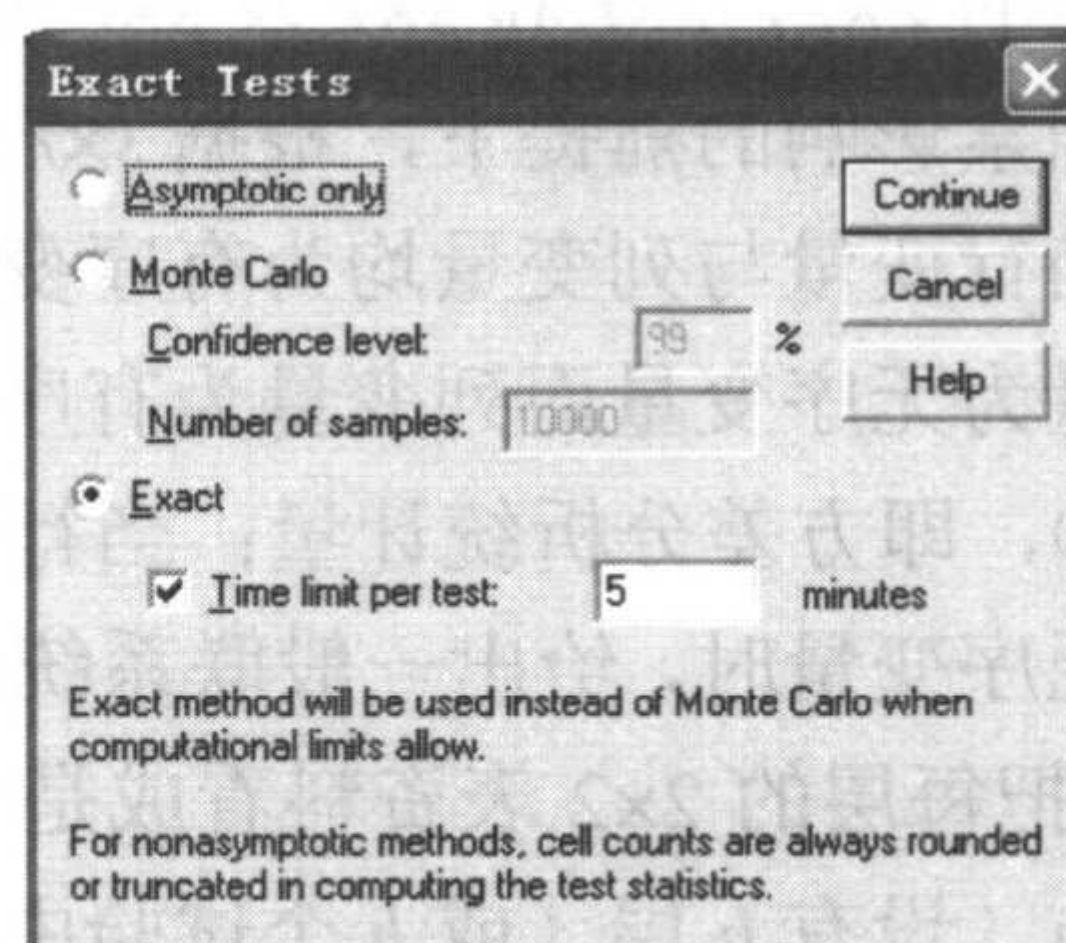 Exact Tests
Asymptotic only
Continue
Monte Carlo
Cancel
Confidence level: 99 %
Help
Number of samples: 10000
Exact
Time limit per test: 5 minutes
Exact method will be used instead of Monte Carlo when
computational limits allow.
For nonasymptotic methods, cell counts are always rounded
or truncated in computing the test statistics.